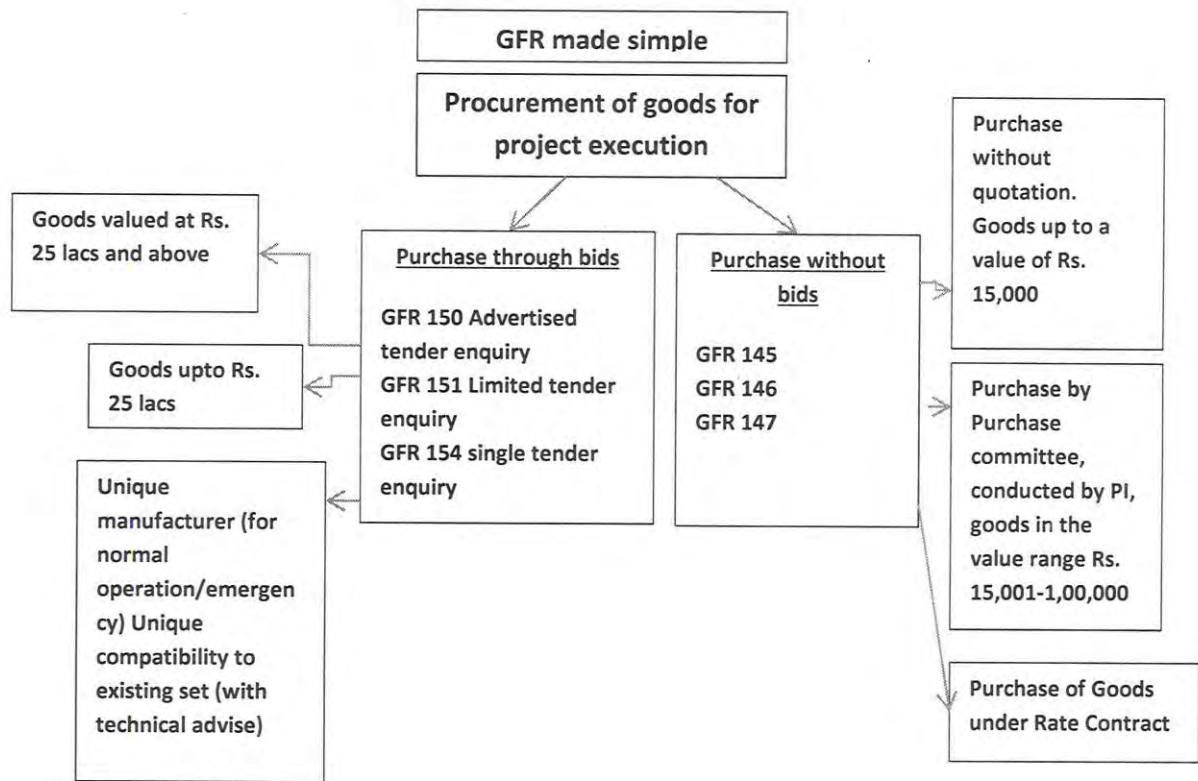 GFR made simple
Procurement of goods for
project execution
Goods valued at Rs.
25 lacs and above
Goods upto Rs.
25 lacs
Unique
manufacturer (for
normal
operation/emergen
cy) Unique
compatibility to
existing set (with
technical advise)
Purchase through bids
GFR 150 Advertised
tender enquiry
GFR 151 Limited tender
enquiry
GFR 154 single tender
enquiry
Purchase without
bids
GFR 145
GFR 146
GFR 147
Purchase
without
quotation.
Goods up to a
value of Rs.
15,000
Purchase by
Purchase
committee,
conducted by PI,
goods in the
value range Rs.
15,001-1,00,000
Purchase of Goods
under Rate Contract